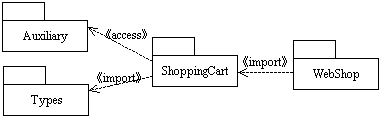 Auxiliary
《access》
《import》
ShoppingCart
《import》
WebShop
Types